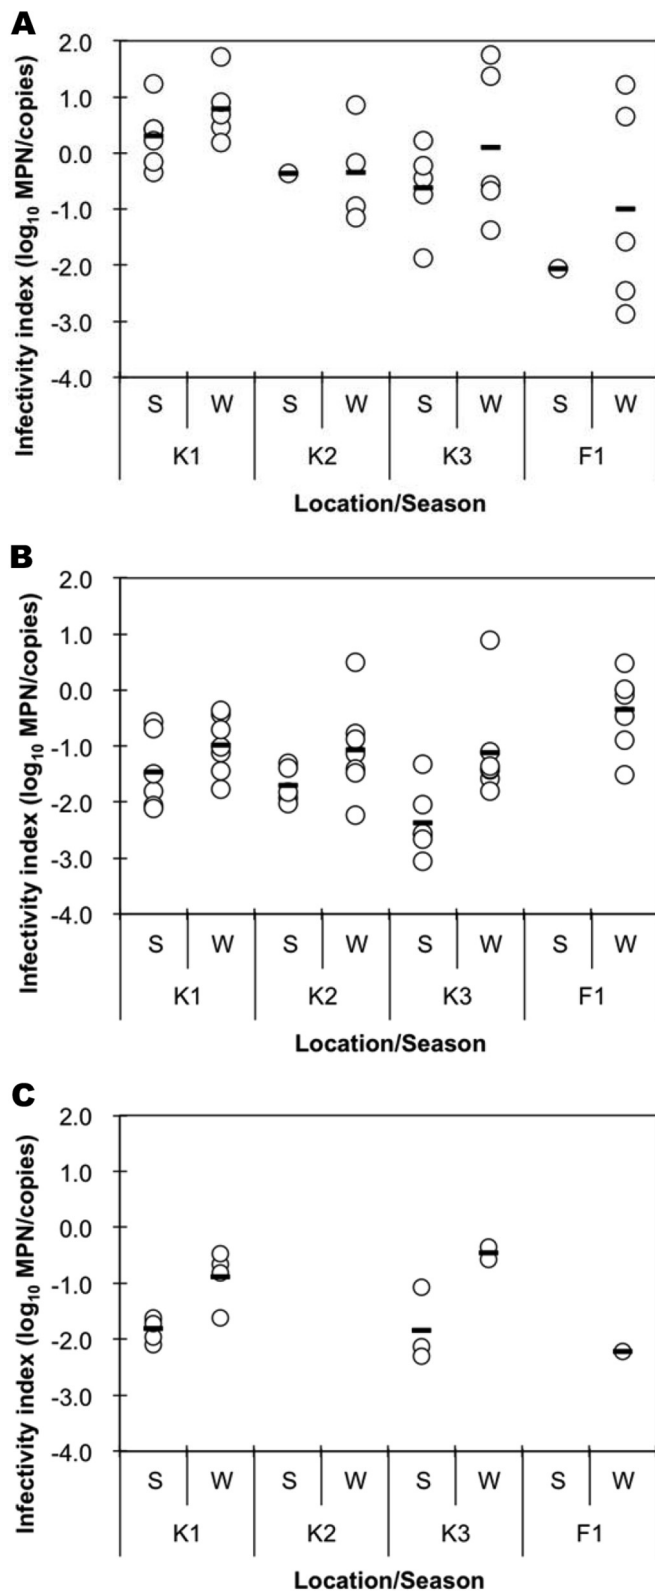 A
Infectivity index (log10 MPN/copies)
2.0
1.0
0.0
-1.0
-2.0
-3.0
-4.0
S W S W S W S W
K1 K2 K3 F1
Location/Season
B
Infectivity index (log10 MPN/copies)
2.0
1.0
0.0
-1.0
-2.0
-3.0
-4.0
S W S W S W S W
K1 K2 K3 F1
Location/Season
C
Infectivity index (log10 MPN/copies)
2.0
1.0
0.0
-1.0
-2.0
-3.0
-4.0
S W S W S W S W
K1 K2 K3 F1
Location/Season